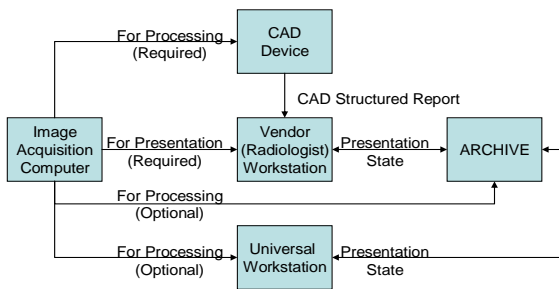 For Processing
(Required)
CAD
Device
CAD Structured Report
Image
Acquisition
Computer
For Presentation
(Required)
Vendor
(Radiologist)
Workstation
Presentation
State
ARCHIVE
For Processing
(Optional)
For Processing
(Optional)
Universal
Workstation
Presentation
State